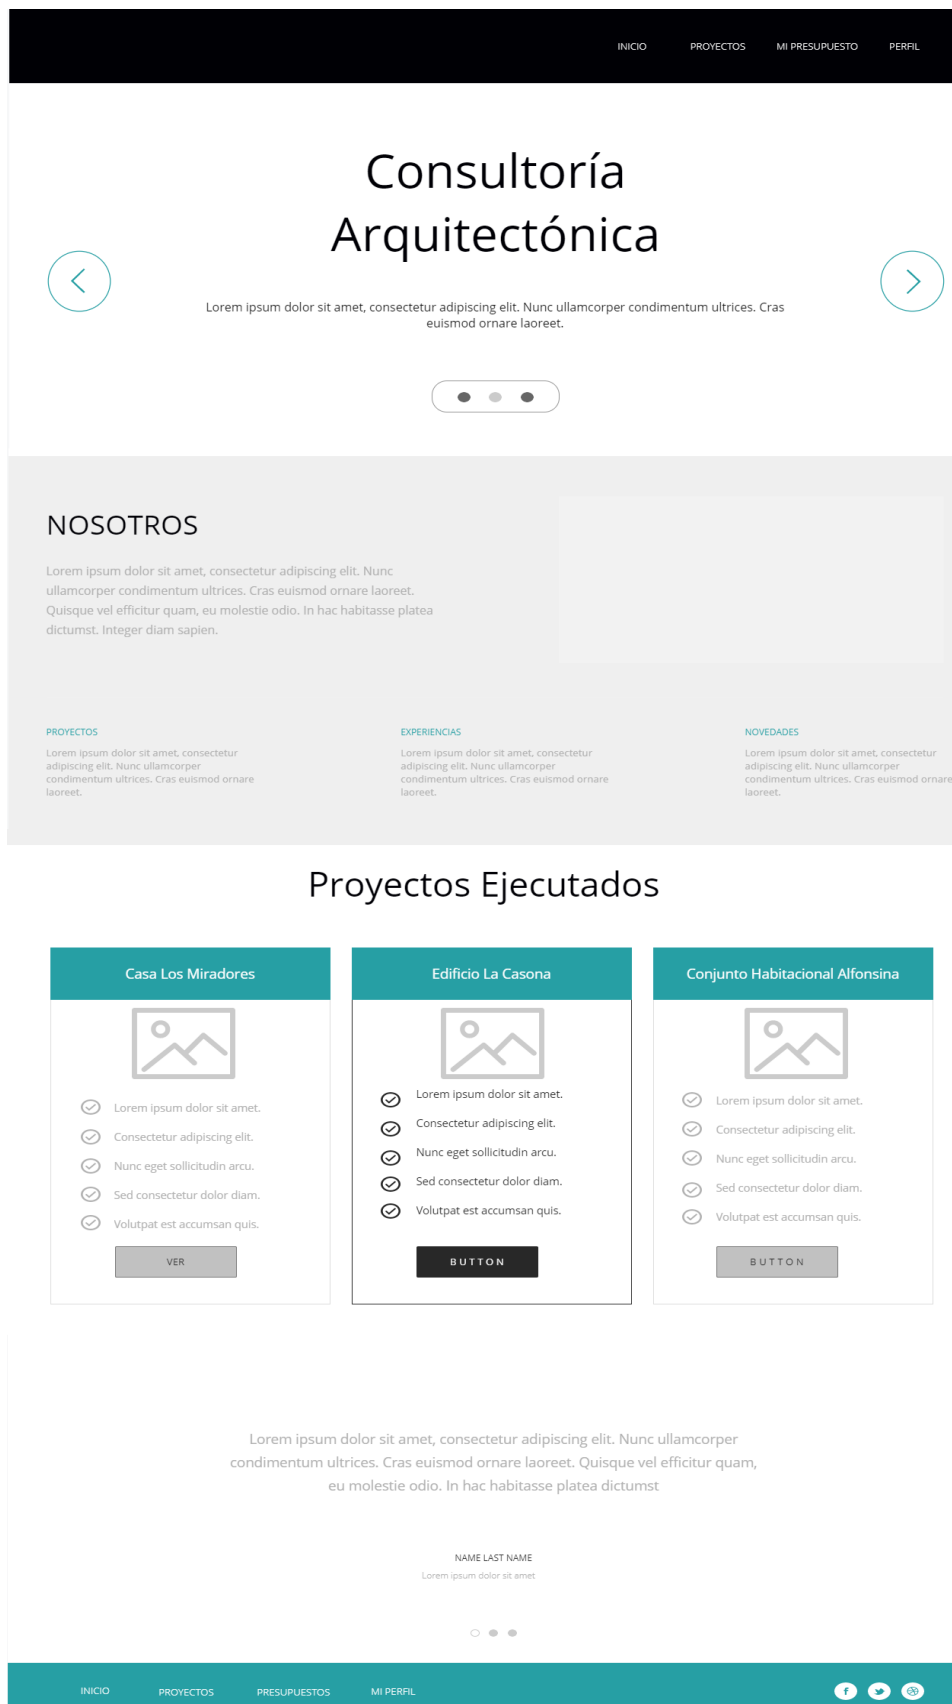 INICIO PROYECTOS MI PRESUPUESTO PERFIL
Consultoría
Arquitectónica
Lorem ipsum dolor sit amet, consectetur adipiscing elit. Nunc ullamcorper condimentum ultrices. Cras
euismod ornare laoreet.
NOSOTROS
Lorem ipsum dolor sit amet, consectetur adipiscing elit. Nunc
ullamcorper condimentum ultrices. Cras euismod ornare laoreet.
Quisque vel efficitur quam, eu molestie odio. In hac habitasse platea
dictumst. Integer diam sapien.
PROYECTOS
Lorem ipsum dolor sit amet, consectetur
adipiscing elit. Nunc ullamcorper
condimentum ultrices. Cras euismod ornare
laoreet.
EXPERIENCIAS
Lorem ipsum dolor sit amet, consectetur
adipiscing elit. Nunc ullamcorper
condimentum ultrices. Cras euismod ornare
laoreet.
NOVEDADES
Lorem ipsum dolor sit amet, consectetur
adipiscing elit. Nunc ullamcorper
condimentum ultrices. Cras euismod ornare
laoreet.
Proyectos Ejecutados
Casa Los Miradores
Lorem ipsum dolor sit amet.
Consectetur adipiscing elit.
Nunc eget sollicitudin arcu.
Sed consectetur dolor diam.
Volutpat est accumsan quis.
VER
Edificio La Casona
Lorem ipsum dolor sit amet.
Consectetur adipiscing elit.
Nunc eget sollicitudin arcu.
Sed consectetur dolor diam.
Volutpat est accumsan quis.
BUTTON
Conjunto Habitacional Alfonsina
Lorem ipsum dolor sit amet.
Consectetur adipiscing elit.
Nunc eget sollicitudin arcu.
Sed consectetur dolor diam.
Volutpat est accumsan quis.
BUTTON
Lorem ipsum dolor sit amet, consectetur adipiscing elit. Nunc ullamcorper
condimentum ultrices. Cras euismod ornare laoreet. Quisque vel efficitur quam,
eu molestie odio. In hac habitasse platea dictumst
NAME LAST NAME
Lorem ipsum dolor sit amet
INICIO PROYECTOS PRESUPUESTOS MI PERFIL